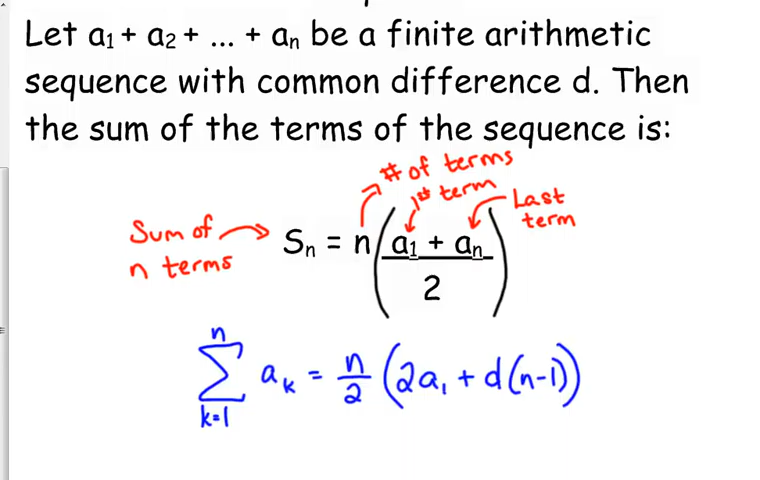 Let a₁ + a₂ + ... + aₙ be a finite arithmetic
sequence with common difference d. Then
the sum of the terms of the sequence is:
# of terms
1st term
Last
term
Sum of
n terms
Sₙ = n(a₁ + aₙ / 2)
n
∑ aₖ = n/2 (2a₁ + d(n-1))
k=1